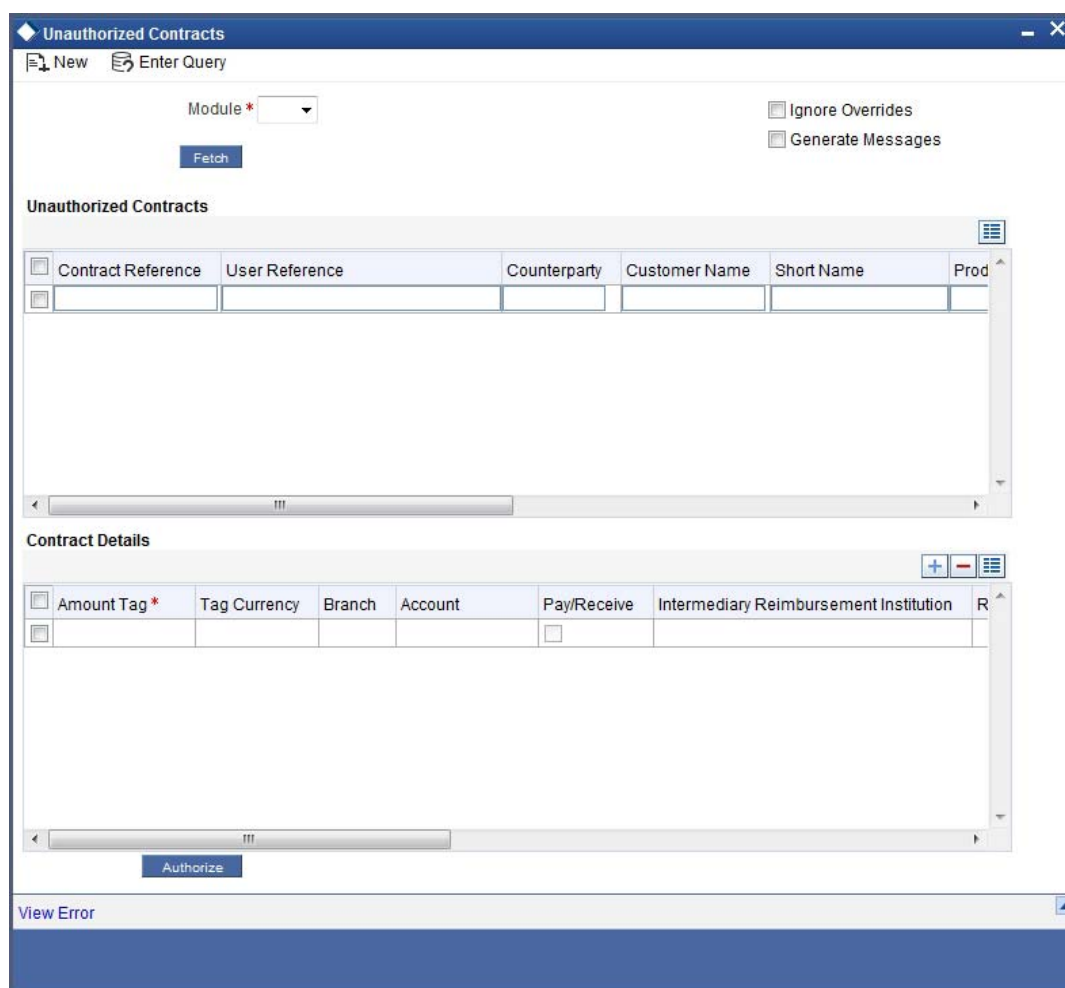 Unauthorized Contracts
New Enter Query
Module *
Ignore Overrides
Generate Messages
Fetch
Unauthorized Contracts
Contract Reference User Reference Counterparty Customer Name Short Name Prod
Contract Details
Amount Tag * Tag Currency Branch Account Pay/Receive Intermediary Reimbursement Institution R
Authorize
View Error